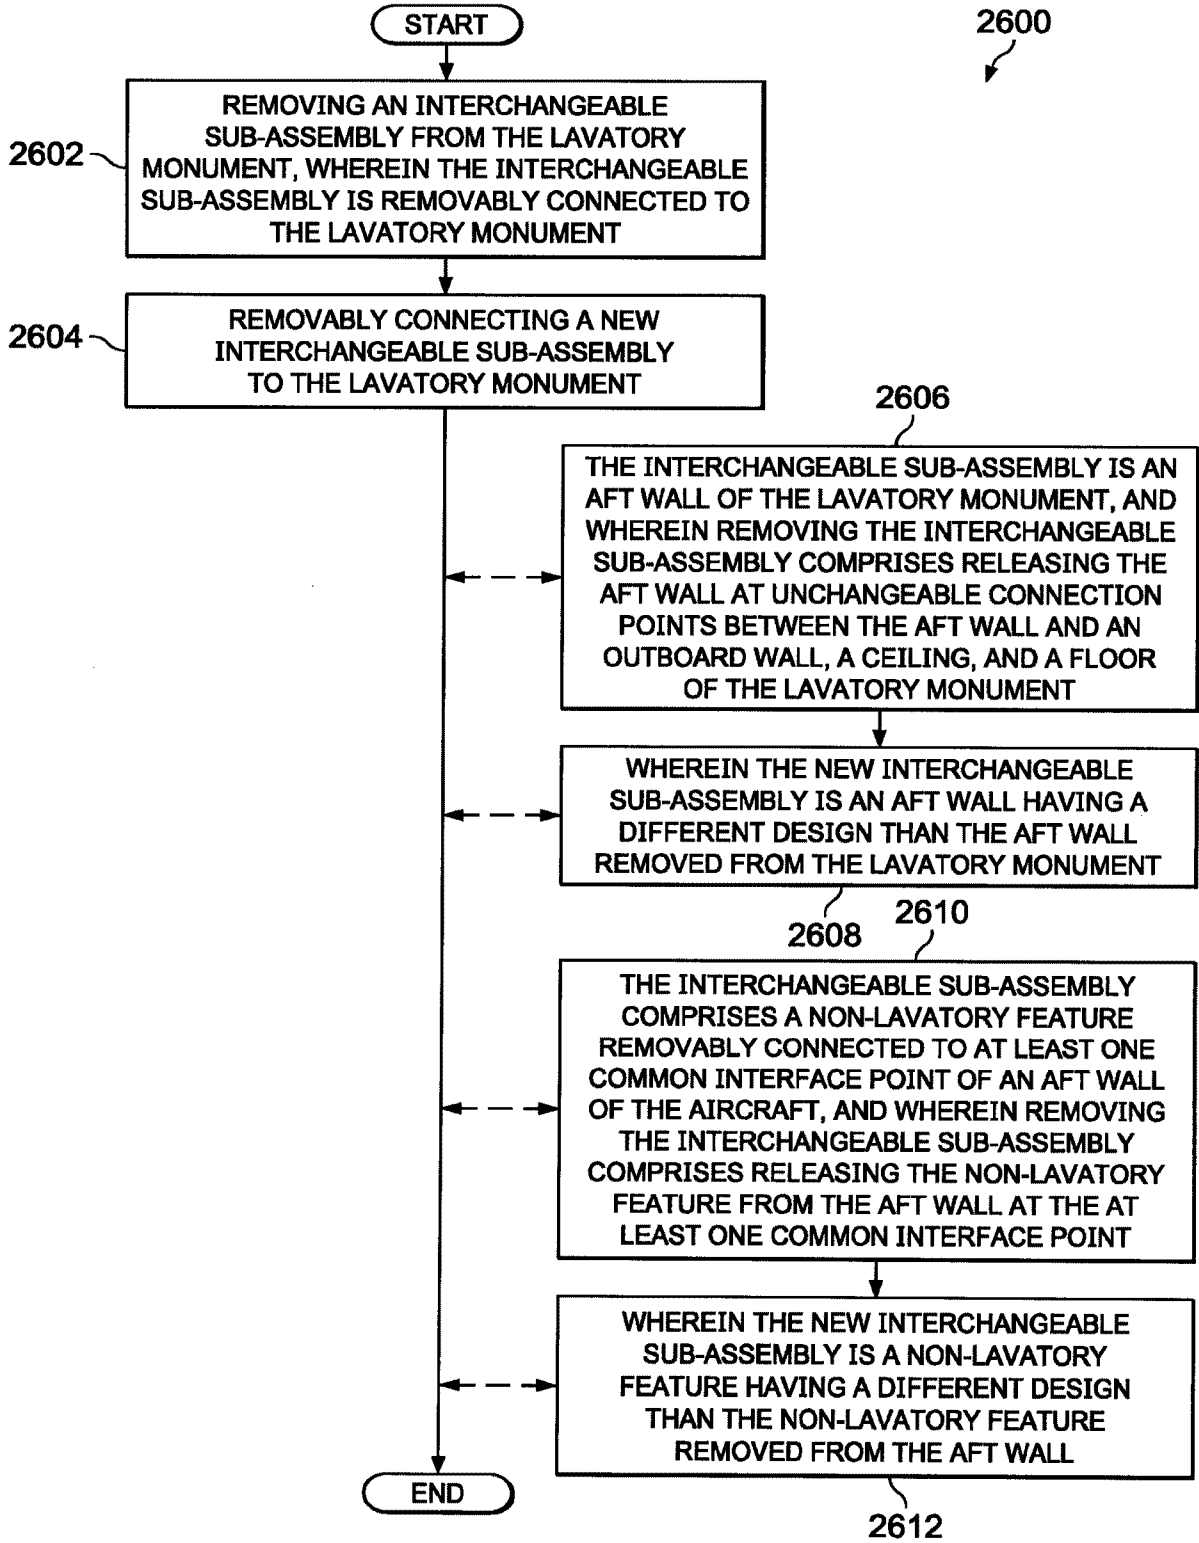 START
2600
REMOVING AN INTERCHANGEABLE
SUB-ASSEMBLY FROM THE LAVATORY
MONUMENT, WHEREIN THE INTERCHANGEABLE
SUB-ASSEMBLY IS REMOVABLY CONNECTED TO
THE LAVATORY MONUMENT
2602
REMOVABLY CONNECTING A NEW
INTERCHANGEABLE SUB-ASSEMBLY
TO THE LAVATORY MONUMENT
2604
2606
THE INTERCHANGEABLE SUB-ASSEMBLY IS AN
AFT WALL OF THE LAVATORY MONUMENT, AND
WHEREIN REMOVING THE INTERCHANGEABLE
SUB-ASSEMBLY COMPRISES RELEASING THE
AFT WALL AT UNCHANGEABLE CONNECTION
POINTS BETWEEN THE AFT WALL AND AN
OUTBOARD WALL, A CEILING, AND A FLOOR
OF THE LAVATORY MONUMENT
WHEREIN THE NEW INTERCHANGEABLE
SUB-ASSEMBLY IS AN AFT WALL HAVING A
DIFFERENT DESIGN THAN THE AFT WALL
REMOVED FROM THE LAVATORY MONUMENT
2608
2610
THE INTERCHANGEABLE SUB-ASSEMBLY
COMPRISES A NON-LAVATORY FEATURE
REMOVABLY CONNECTED TO AT LEAST ONE
COMMON INTERFACE POINT OF AN AFT WALL
OF THE AIRCRAFT, AND WHEREIN REMOVING
THE INTERCHANGEABLE SUB-ASSEMBLY
COMPRISES RELEASING THE NON-LAVATORY
FEATURE FROM THE AFT WALL AT THE AT
LEAST ONE COMMON INTERFACE POINT
WHEREIN THE NEW INTERCHANGEABLE
SUB-ASSEMBLY IS A NON-LAVATORY
FEATURE HAVING A DIFFERENT DESIGN
THAN THE NON-LAVATORY FEATURE
REMOVED FROM THE AFT WALL
2612
END